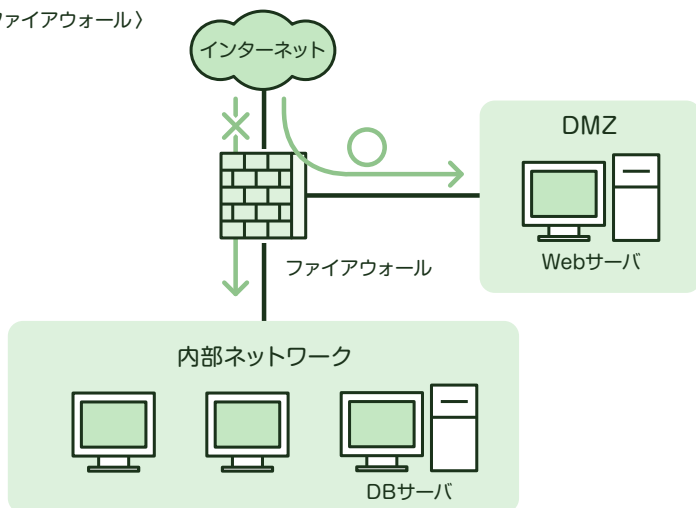 ファイアウォール〉
インターネット
DMZ
Webサーバ
ファイアウォール
内部ネットワーク
DBサーバ